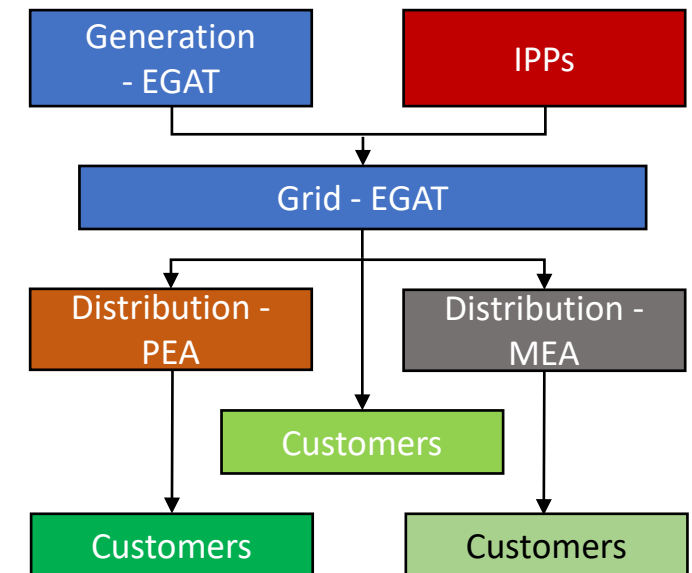 Generation
- EGAT
IPPs
Grid - EGAT
Distribution -
PEA
Distribution -
MEA
Customers
Customers
Customers